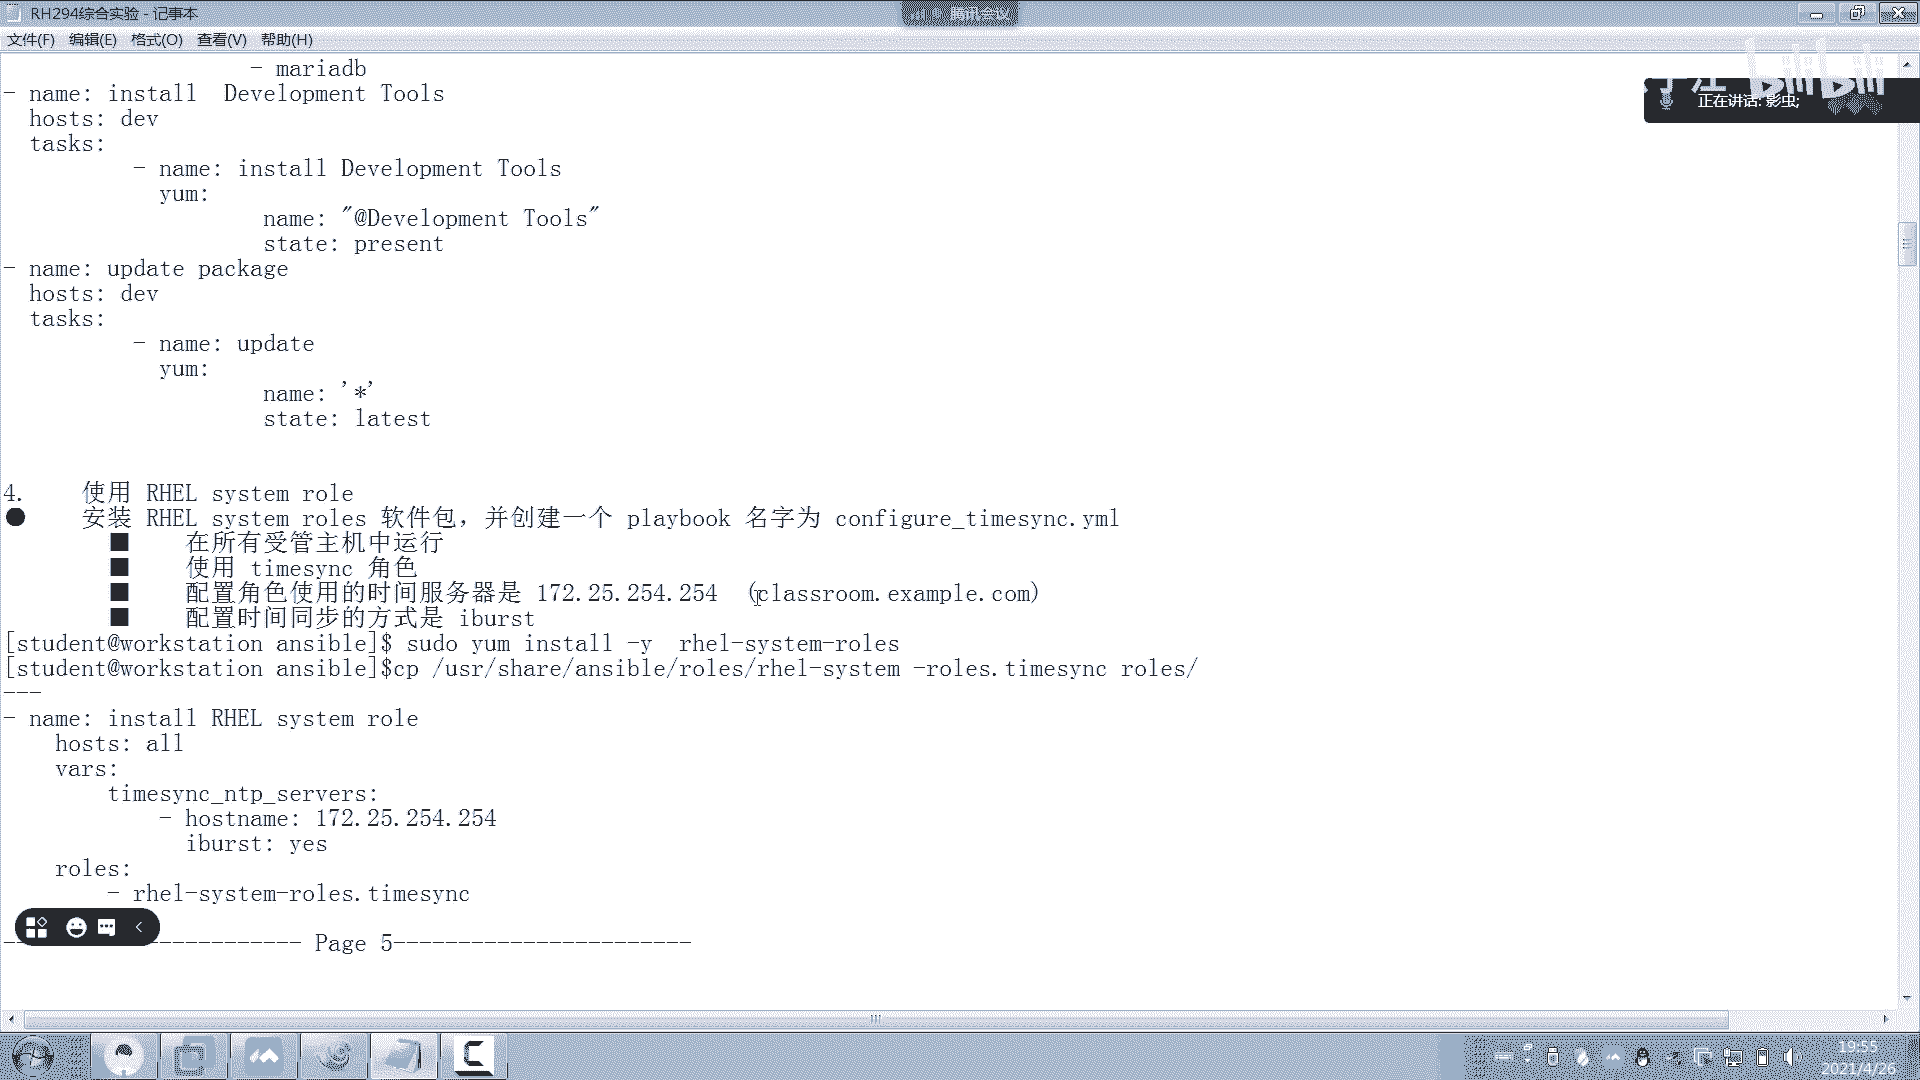 RH294综合实验 - 记事本
腾讯会议
文件(F) 编辑(E) 格式(O) 查看(V) 帮助(H)
bilibili
正在讲话: 影虫;
- mariadb
- name: install  Development Tools
hosts: dev
tasks:
- name: install Development Tools
yum:
name: "@Development Tools"
state: present
- name: update package
hosts: dev
tasks:
- name: update
yum:
name: '*'
state: latest
4. 使用 RHEL system role
● 安装 RHEL system roles 软件包，并创建一个 playbook 名字为 configure_timesync.yml
■ 在所有受管主机中运行
■ 使用 timesync 角色
■ 配置角色使用的时间服务器是 172.25.254.254 (classroom.example.com)
■ 配置时间同步的方式是 iburst
[student@workstation ansible]$ sudo yum install -y  rhel-system-roles
[student@workstation ansible]$cp /usr/share/ansible/roles/rhel-system -roles.timesync roles/
---
- name: install RHEL system role
hosts: all
vars:
timesync_ntp_servers:
- hostname: 172.25.254.254
iburst: yes
roles:
- rhel-system-roles.timesync
----------------------- Page 5-----------------------
19:55
2021/4/26